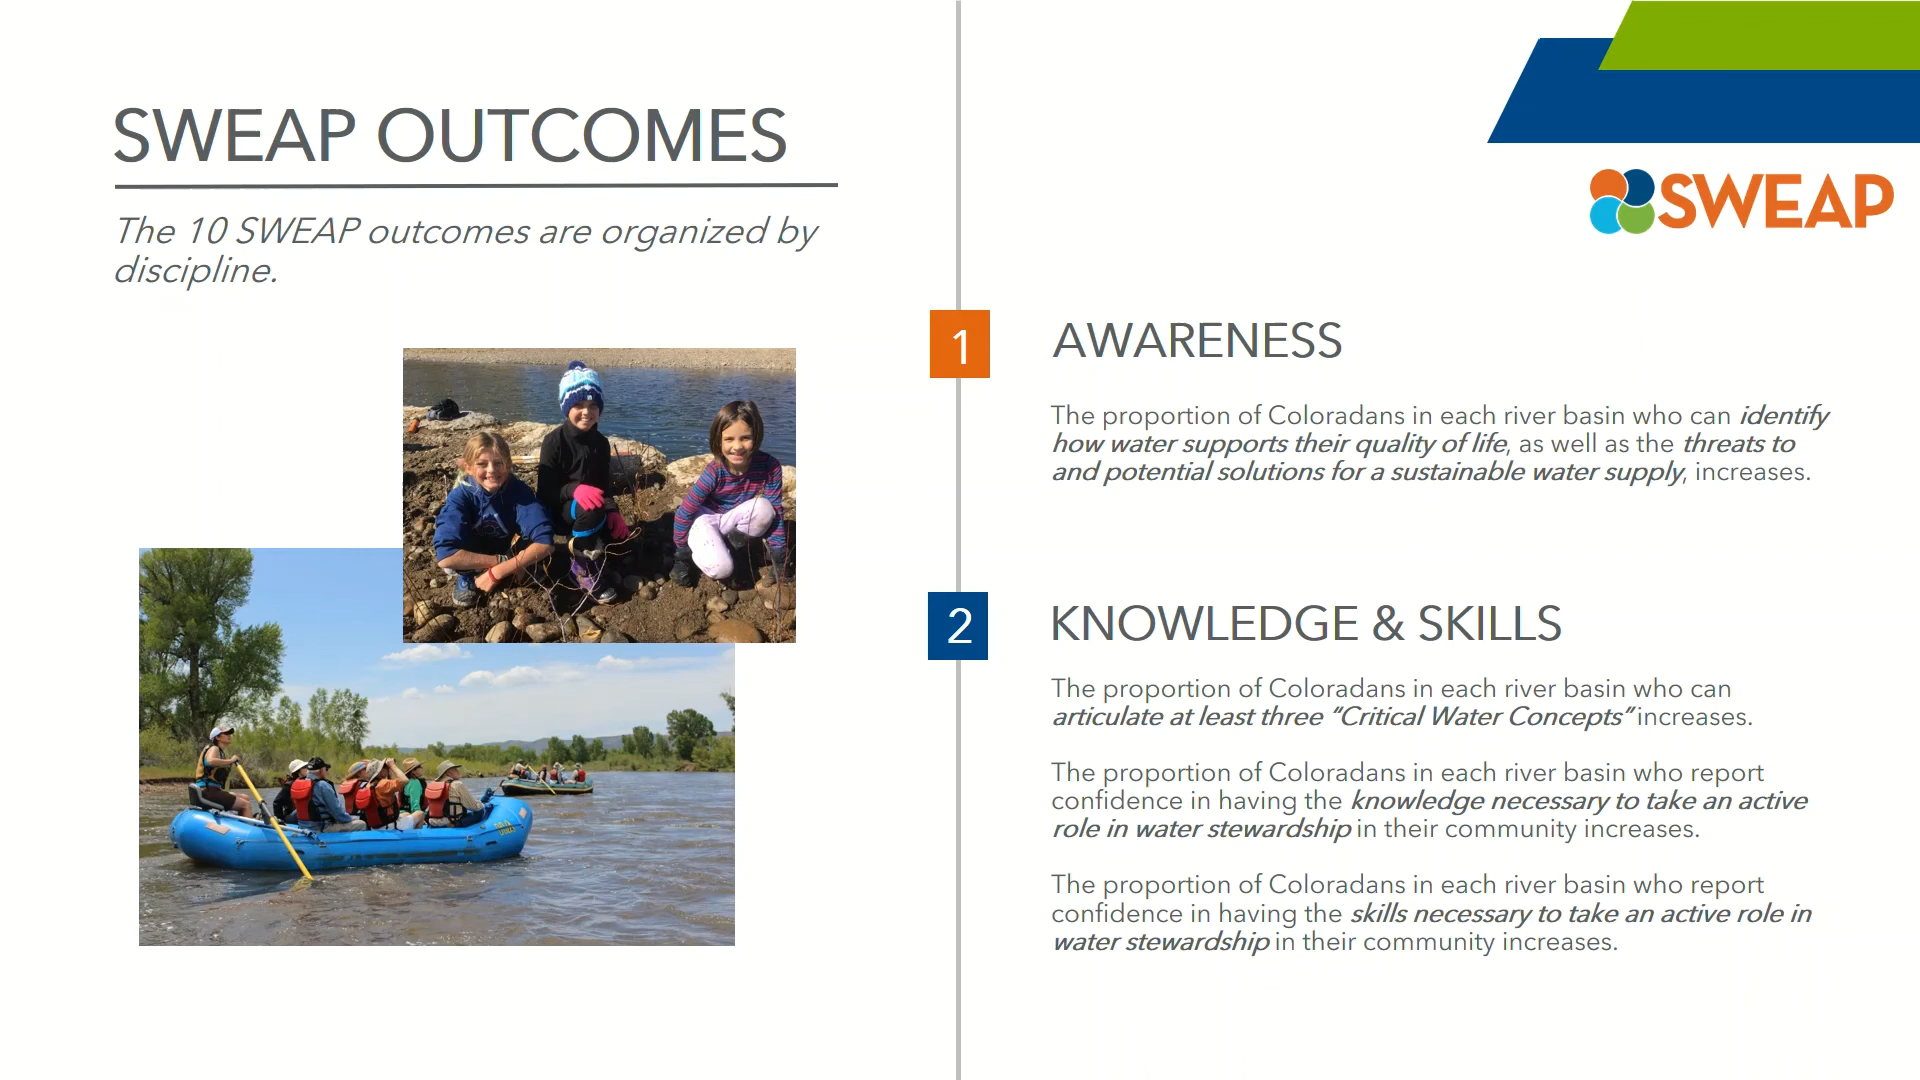 SWEAP OUTCOMES
The 10 SWEAP outcomes are organized by
discipline.
SWEAP
1
AWARENESS
The proportion of Coloradans in each river basin who can identify
how water supports their quality of life, as well as the threats to
and potential solutions for a sustainable water supply, increases.
2
KNOWLEDGE & SKILLS
The proportion of Coloradans in each river basin who can
articulate at least three “Critical Water Concepts” increases.
The proportion of Coloradans in each river basin who report
confidence in having the knowledge necessary to take an active
role in water stewardship in their community increases.
The proportion of Coloradans in each river basin who report
confidence in having the skills necessary to take an active role in
water stewardship in their community increases.